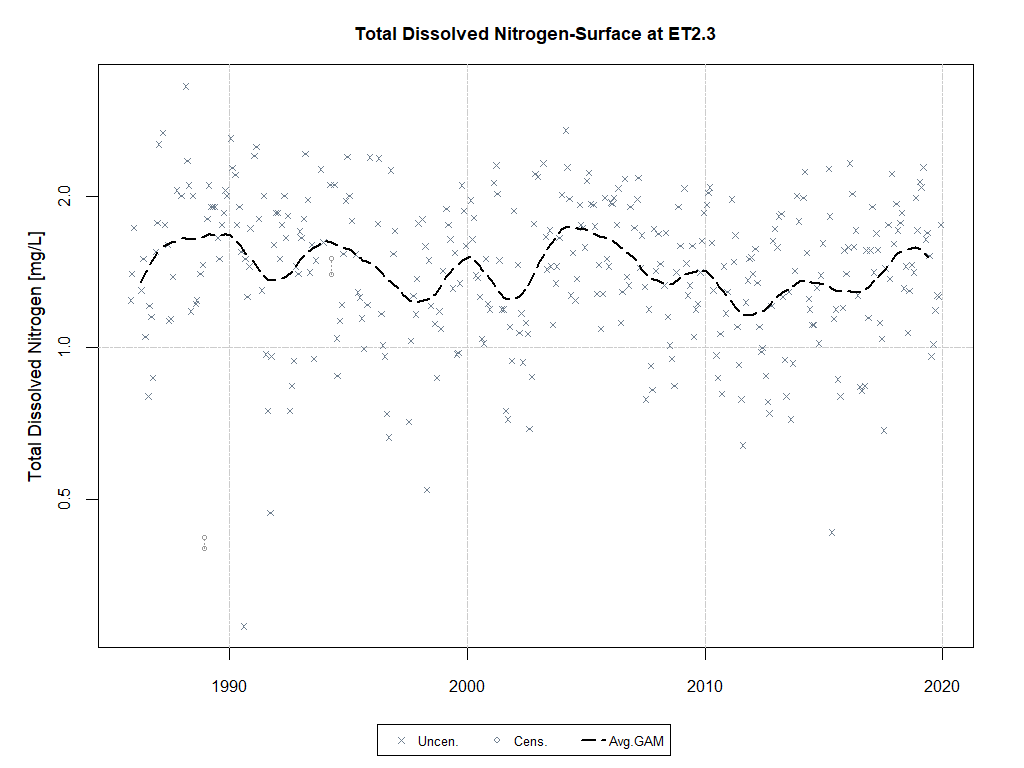 Total Dissolved Nitrogen-Surface at ET2.3
Total Dissolved Nitrogen [mg/L]
2.0
1.0
0.5
1990 2000 2010 2020
Uncen. Cens. Avg.GAM